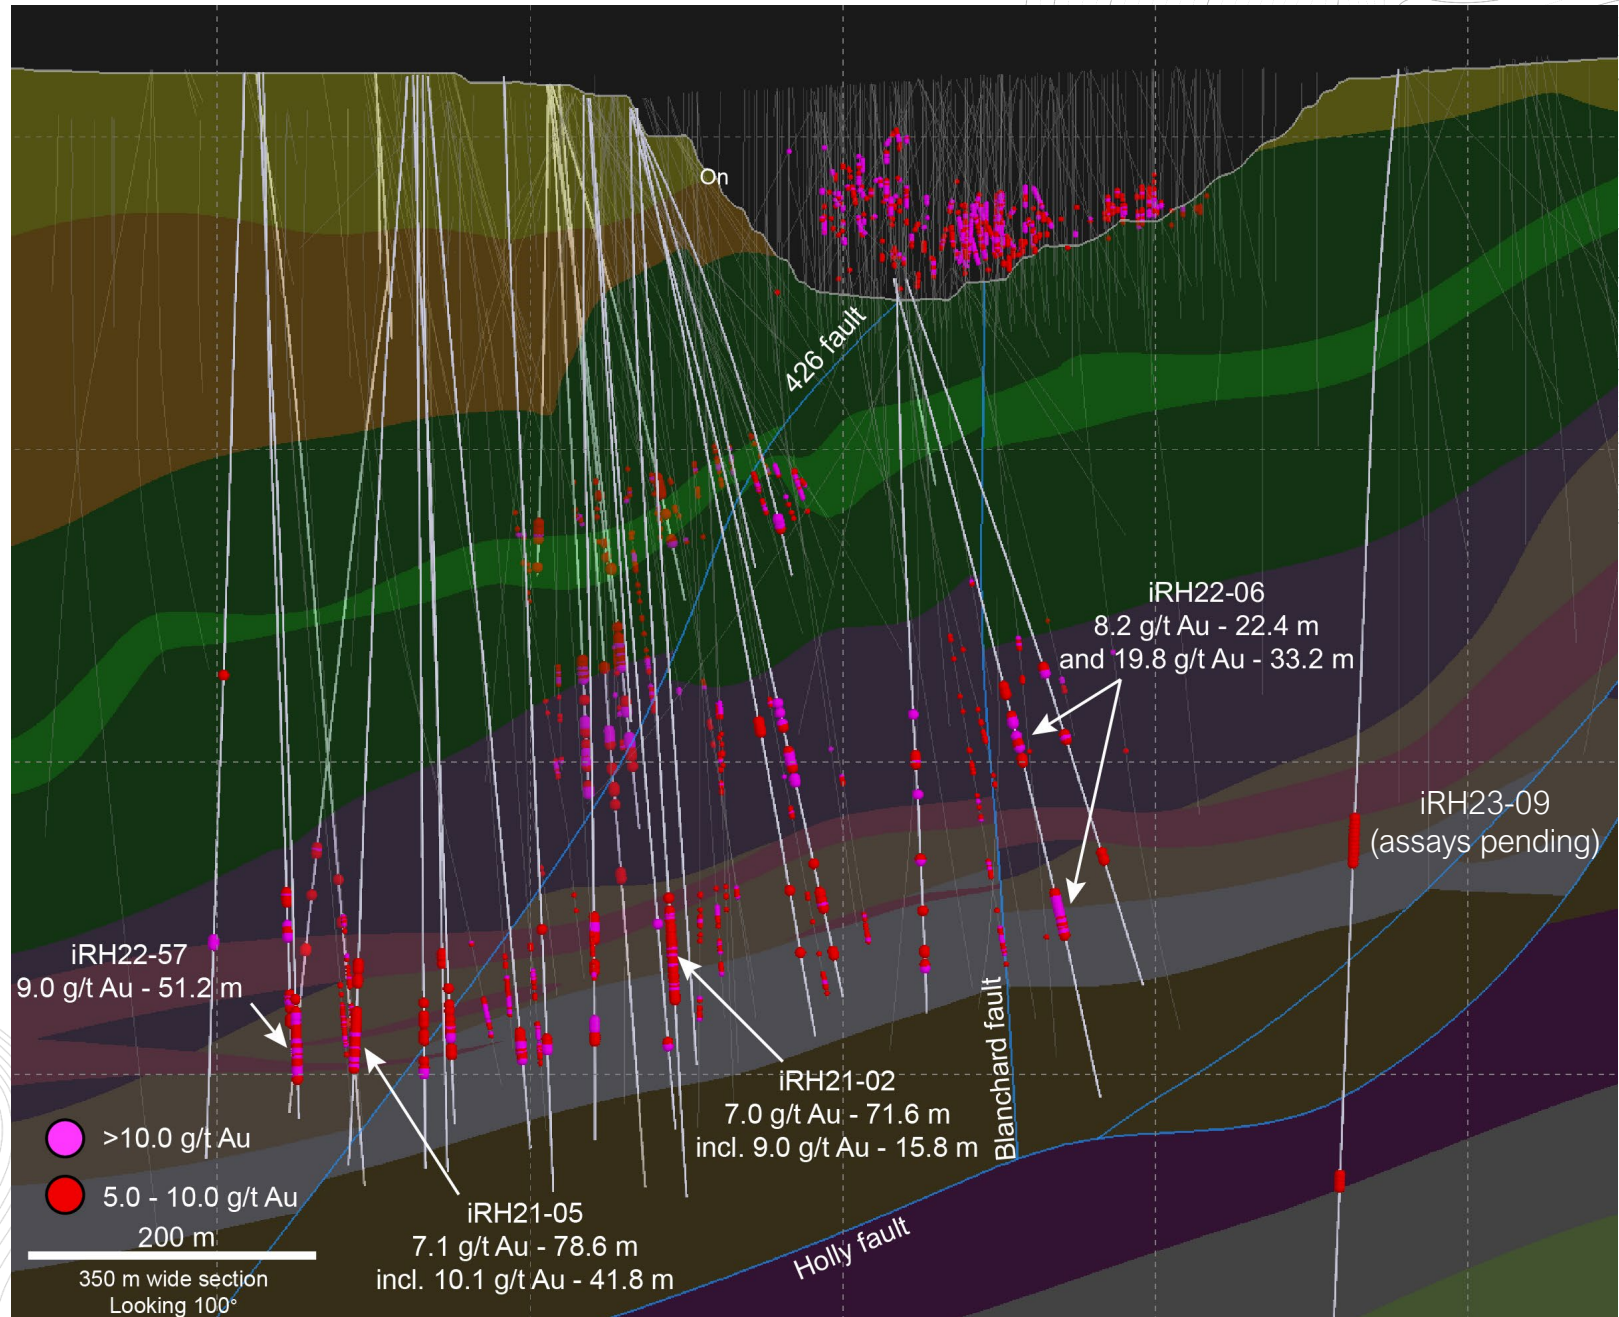 On
426 fault
iRH22-06
8.2 g/t Au - 22.4 m
and 19.8 g/t Au - 33.2 m
iRH23-09
(assays pending)
iRH22-57
9.0 g/t Au - 51.2 m
Blanchard fault
iRH21-02
7.0 g/t Au - 71.6 m
incl. 9.0 g/t Au - 15.8 m
>10.0 g/t Au
5.0 - 10.0 g/t Au
iRH21-05
7.1 g/t Au - 78.6 m
incl. 10.1 g/t Au - 41.8 m
Holly fault
200 m
350 m wide section
Looking 100°